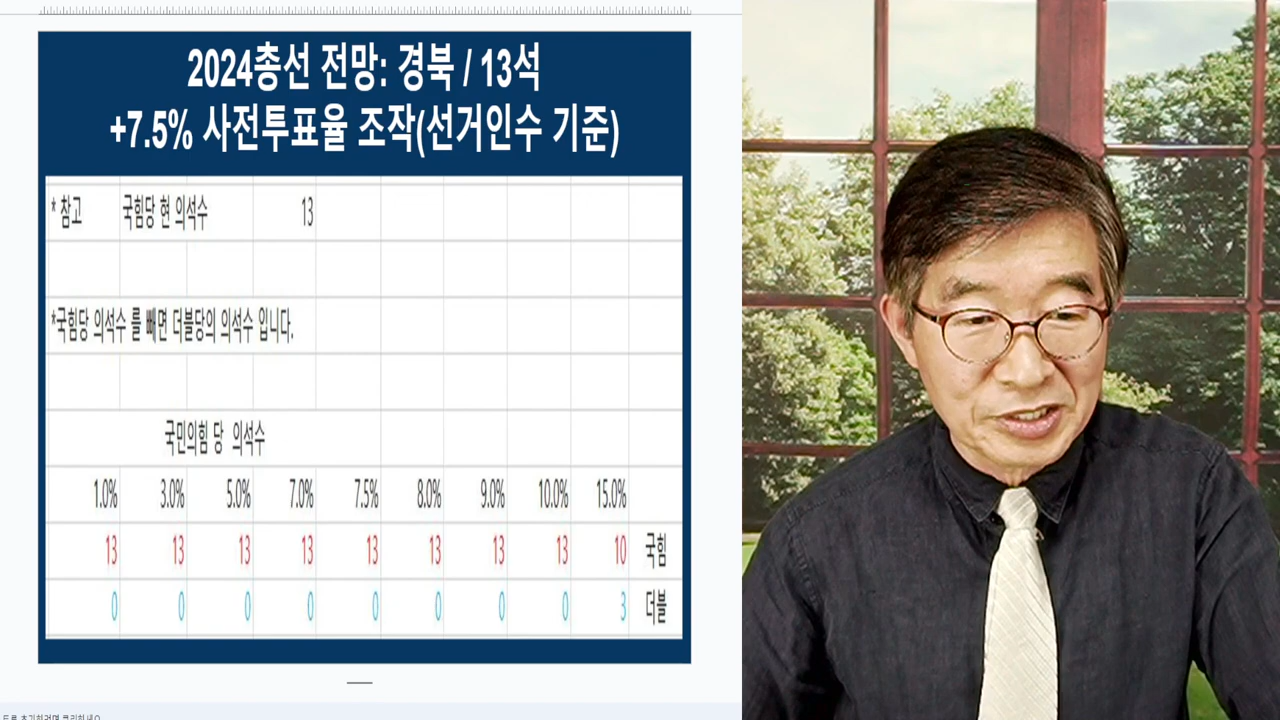 2024총선 전망: 경북 / 13석
+7.5% 사전투표율 조작(선거인수 기준)
* 참고 국힘당 현 의석수 13
*국힘당 의석수 를 빼면 더블당의 의석수 입니다.
국민의힘 당 의석수
1.0% 3.0% 5.0% 7.0% 7.5% 8.0% 9.0% 10.0% 15.0%
13 13 13 13 13 13 13 13 10 국힘
0 0 0 0 0 0 0 0 3 더블